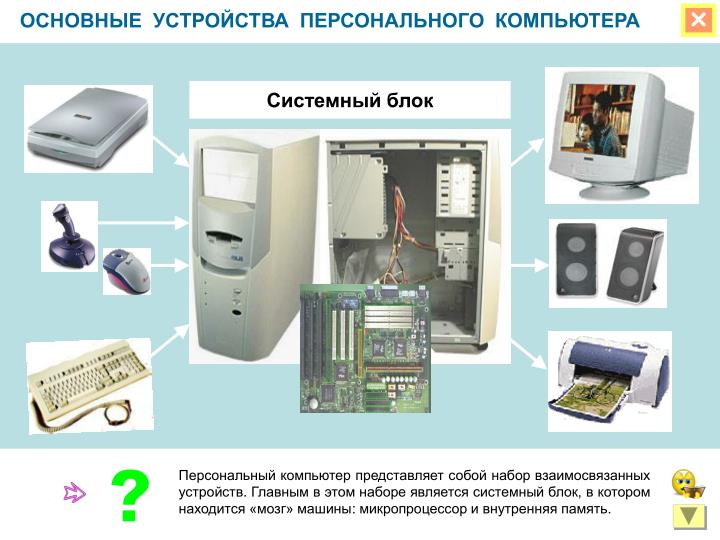 ОСНОВНЫЕ УСТРОЙСТВА ПЕРСОНАЛЬНОГО КОМПЬЮТЕРА
Системный блок
?
Персональный компьютер представляет собой набор взаимосвязанных
устройств. Главным в этом наборе является системный блок, в котором
находится «мозг» машины: микропроцессор и внутренняя память.